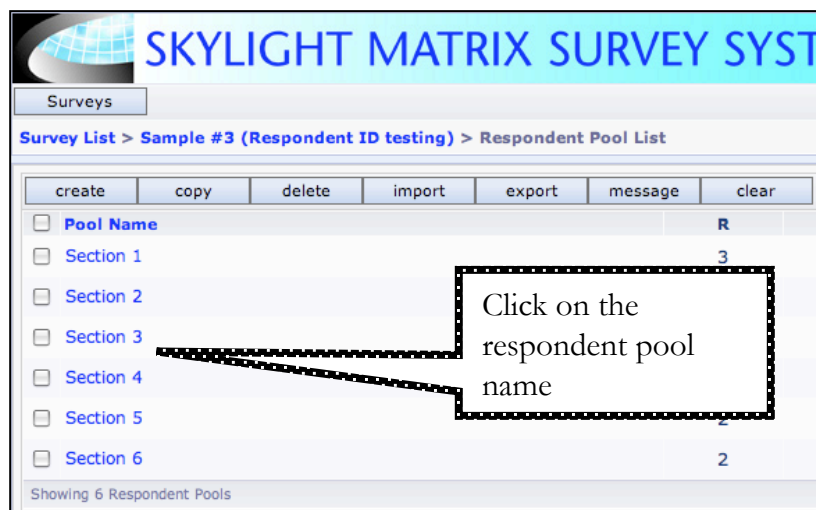 SKYLIGHT MATRIX SURVEY SYST
Surveys
Survey List > Sample #3 (Respondent ID testing) > Respondent Pool List
create copy delete import export message clear
Pool Name R
Section 1 3
Section 2
Section 3
Section 4
Click on the
respondent pool
name
Section 5 2
Section 6 2
Showing 6 Respondent Pools